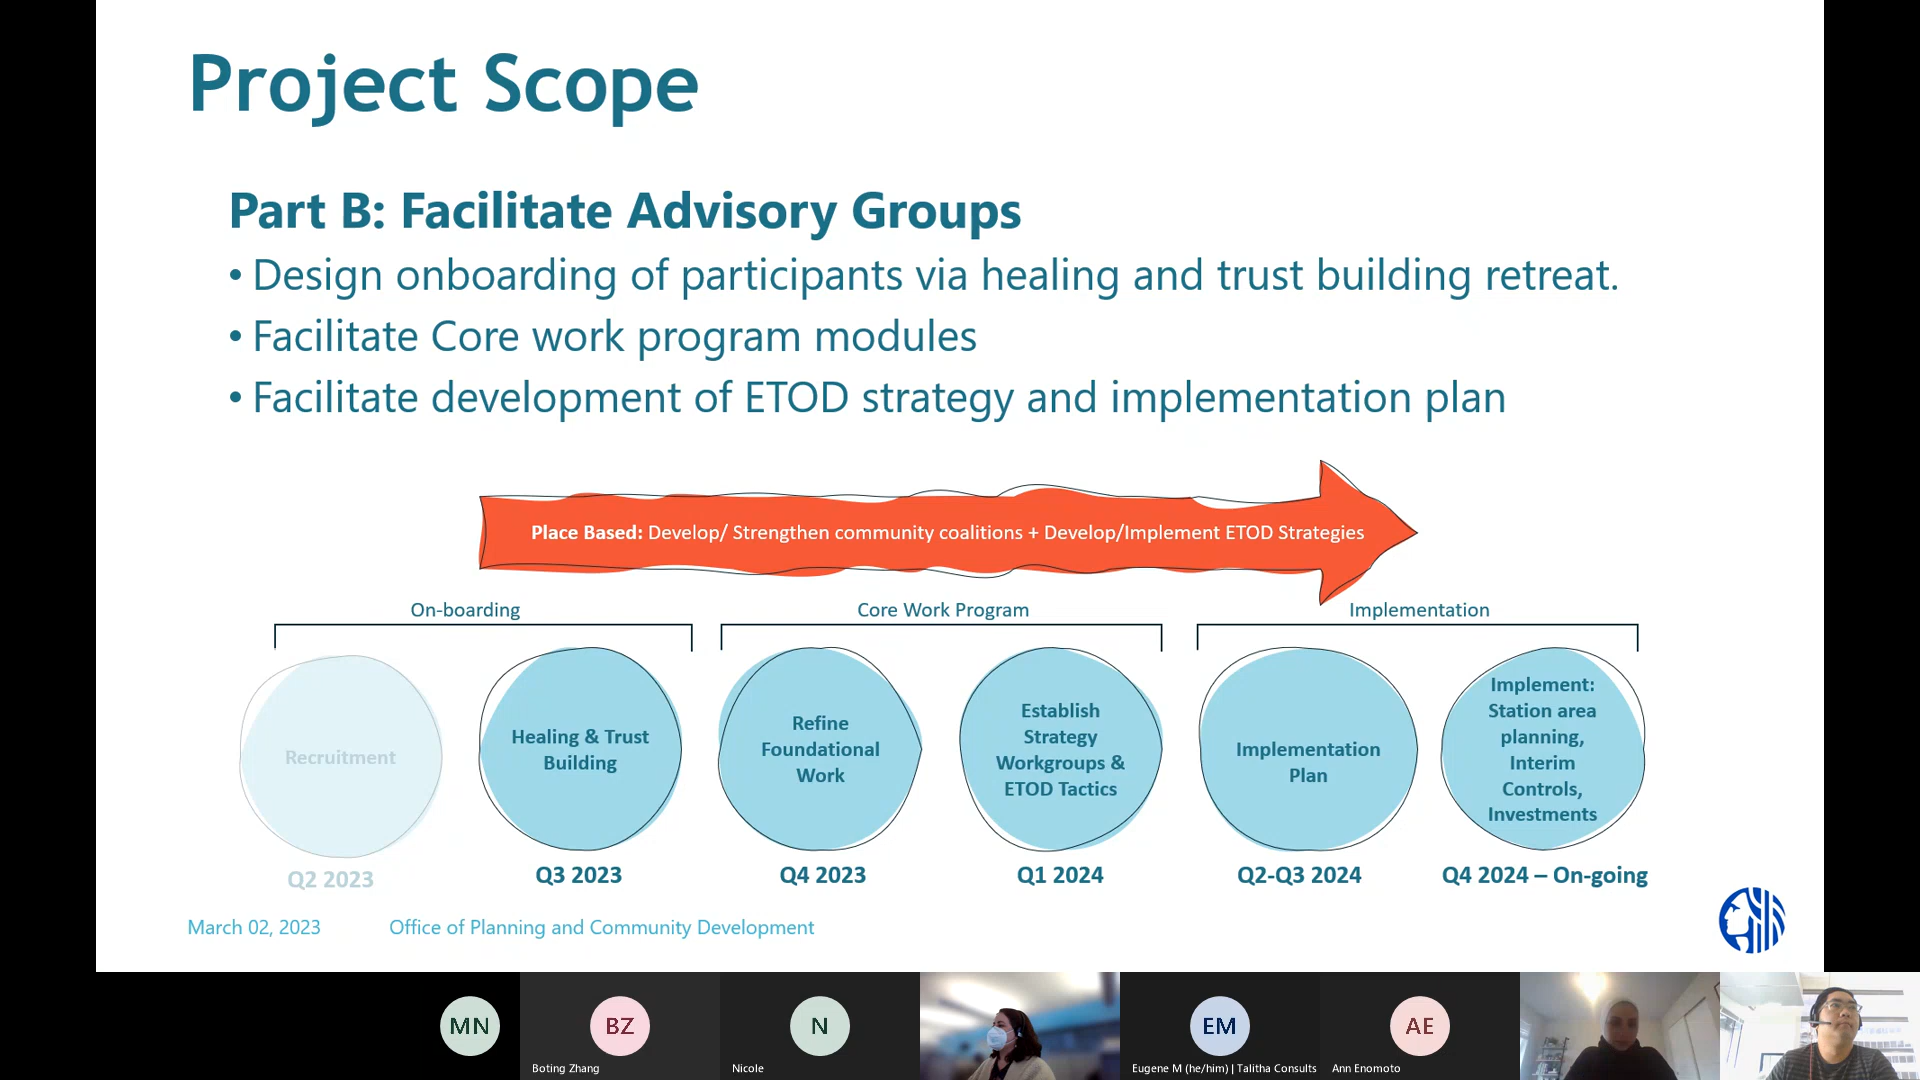 Project Scope
Part B: Facilitate Advisory Groups
• Design onboarding of participants via healing and trust building retreat.
• Facilitate Core work program modules
• Facilitate development of ETOD strategy and implementation plan
Place Based: Develop/ Strengthen community coalitions + Develop/Implement ETOD Strategies
On-boarding
Core Work Program
Implementation
Recruitment
Healing & Trust
Building
Refine
Foundational
Work
Establish
Strategy
Workgroups &
ETOD Tactics
Implementation
Plan
Implement:
Station area
planning,
Interim
Controls,
Investments
Q2 2023
Q3 2023
Q4 2023
Q1 2024
Q2-Q3 2024
Q4 2024 – On-going
March 02, 2023
Office of Planning and Community Development
MN
BZ
Boting Zhang
N
Nicole
EM
Eugene M (he/him) | Talitha Consults
AE
Ann Enomoto